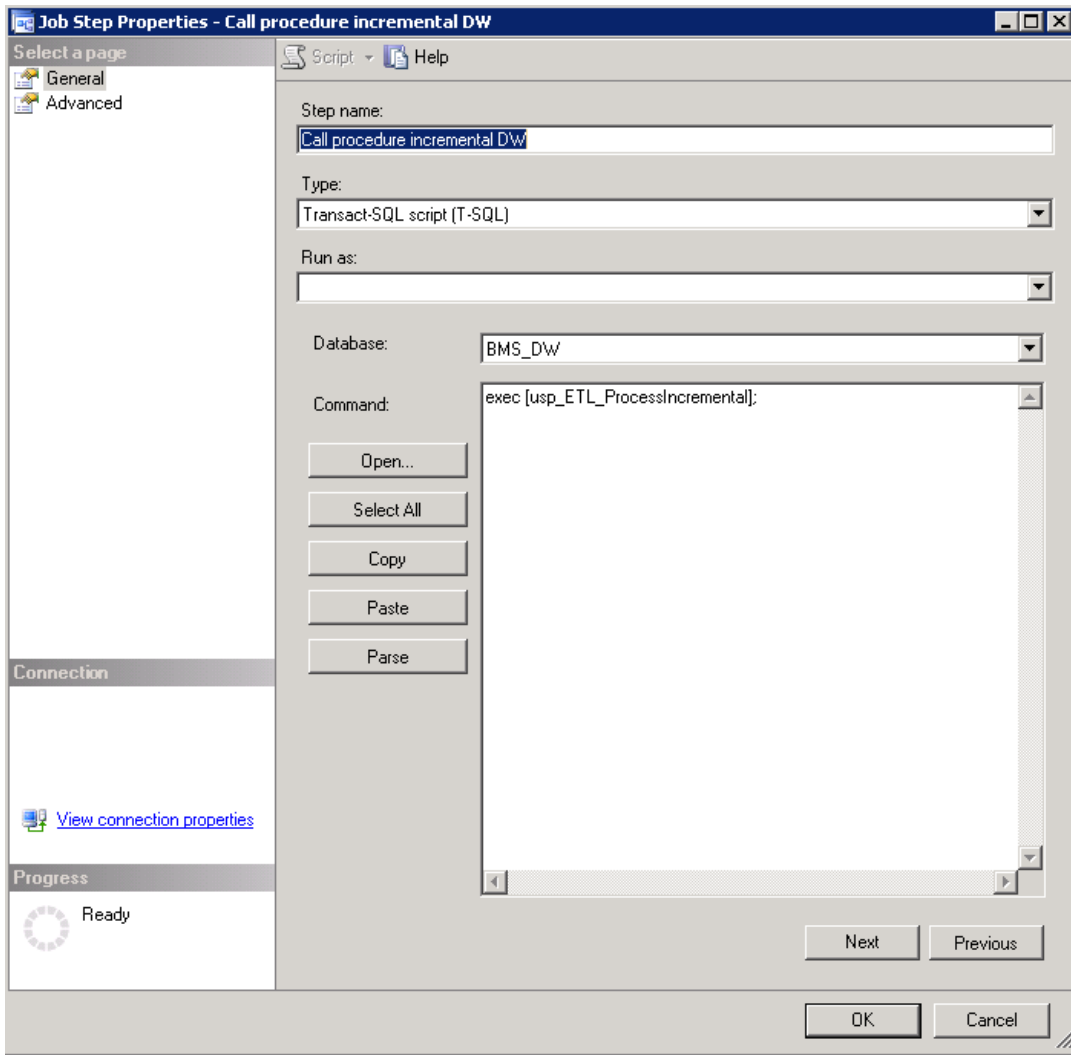 Job Step Properties - Call procedure incremental DW
Select a page
General
Advanced
Script
Help
Step name:
Call procedure incremental DW
Type:
Transact-SQL script (T-SQL)
Run as:
Database:
BMS_DW
Command:
exec [usp_ETL_ProcessIncremental];
Open...
Select All
Copy
Paste
Parse
Connection
View connection properties
Progress
Ready
Next
Previous
OK
Cancel